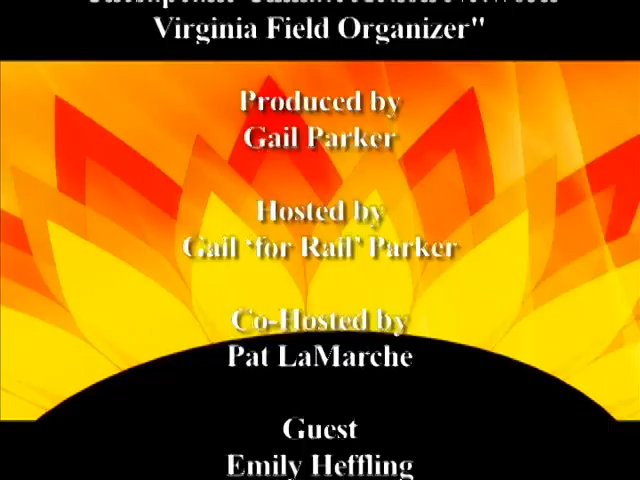 Virginia Field Organizer"
Produced by
Gail Parker
Hosted by
Gail ‘for Rail’ Parker
Co-Hosted by
Pat LaMarche
Guest
Emily Heffling